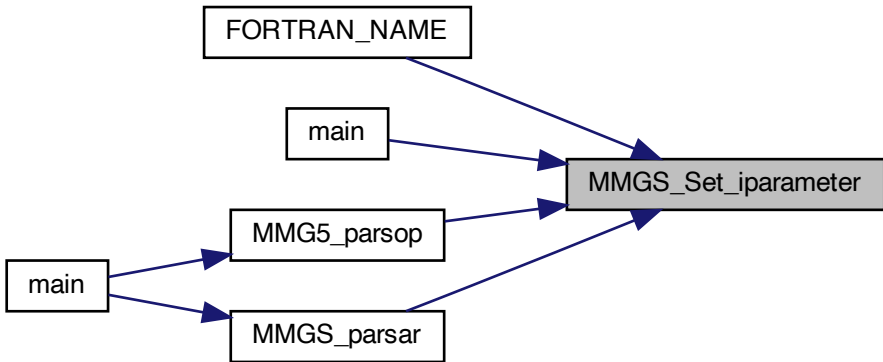 FORTRAN_NAME
main
MMGS_Set_iparameter
MMG5_parsop
main
MMGS_parsar